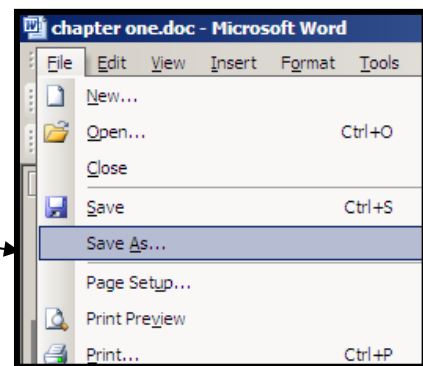 chapter one.doc - Microsoft Word
File Edit View Insert Format Tools
New...
Open... Ctrl+O
Close
Save Ctrl+S
Save As...
Page Setup...
Print Preview
Print... Ctrl+P